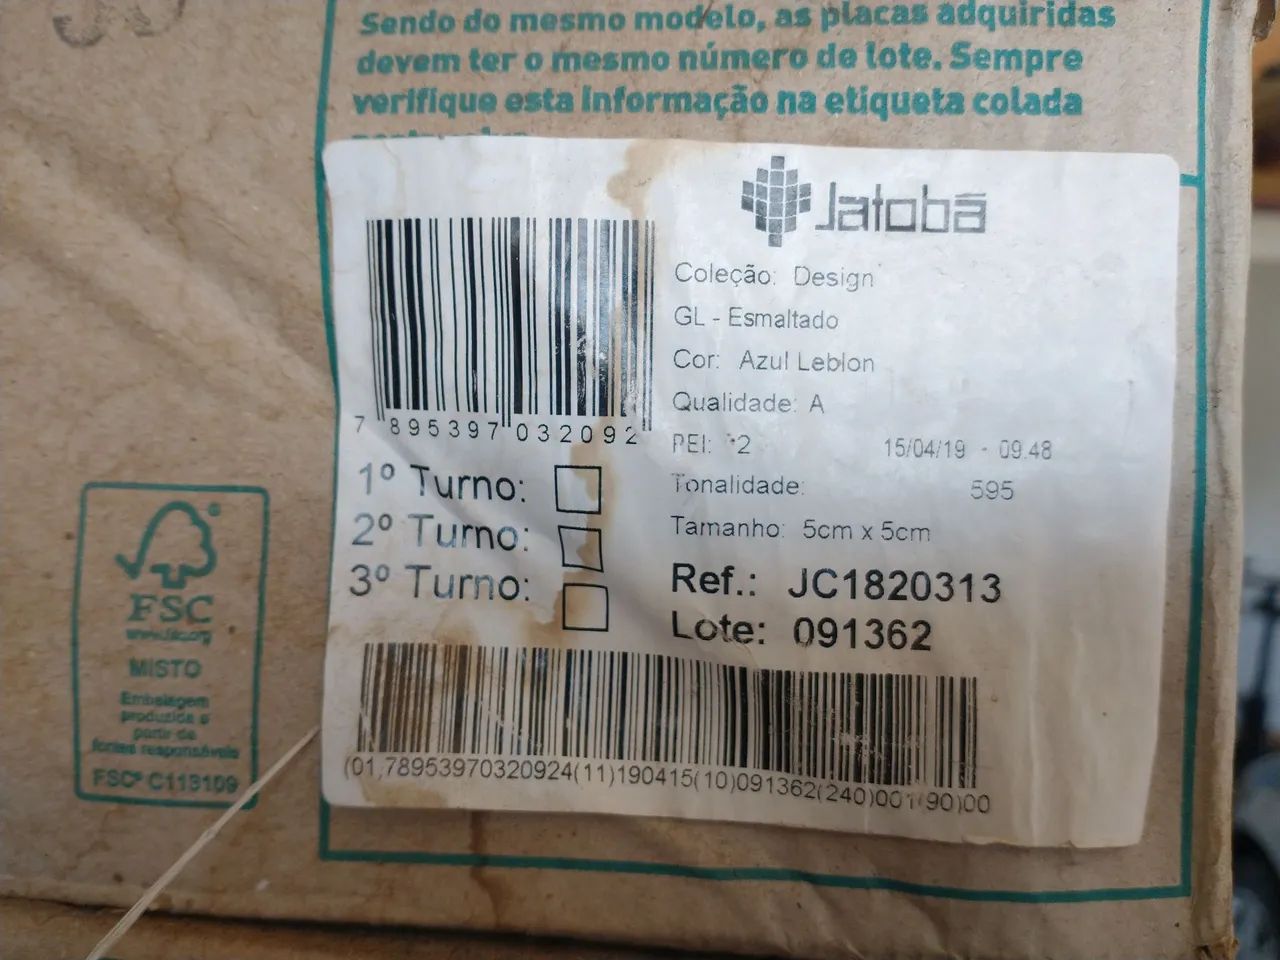 Sendo do mesmo modelo, as placas adquiridas
devem ter o mesmo número de lote. Sempre
verifique esta informação na etiqueta colada
Jatobá
Coleção: Design
GL - Esmaltado
Cor: Azul Leblon
Qualidade: A
PEI: 2 15/04/19 - 09.48
Tonalidade: 595
Tamanho: 5cm x 5cm
Ref.: JC1820313
Lote: 091362
7 895397 032092
1º Turno:
2º Turno:
3º Turno:
(01,78953970320924(11)190415(10)091362(240)001(90)00
FSC
www.fsc.org
MISTO
Embalagem
produzida a
partir de
fontes responsáveis
FSC® C113109